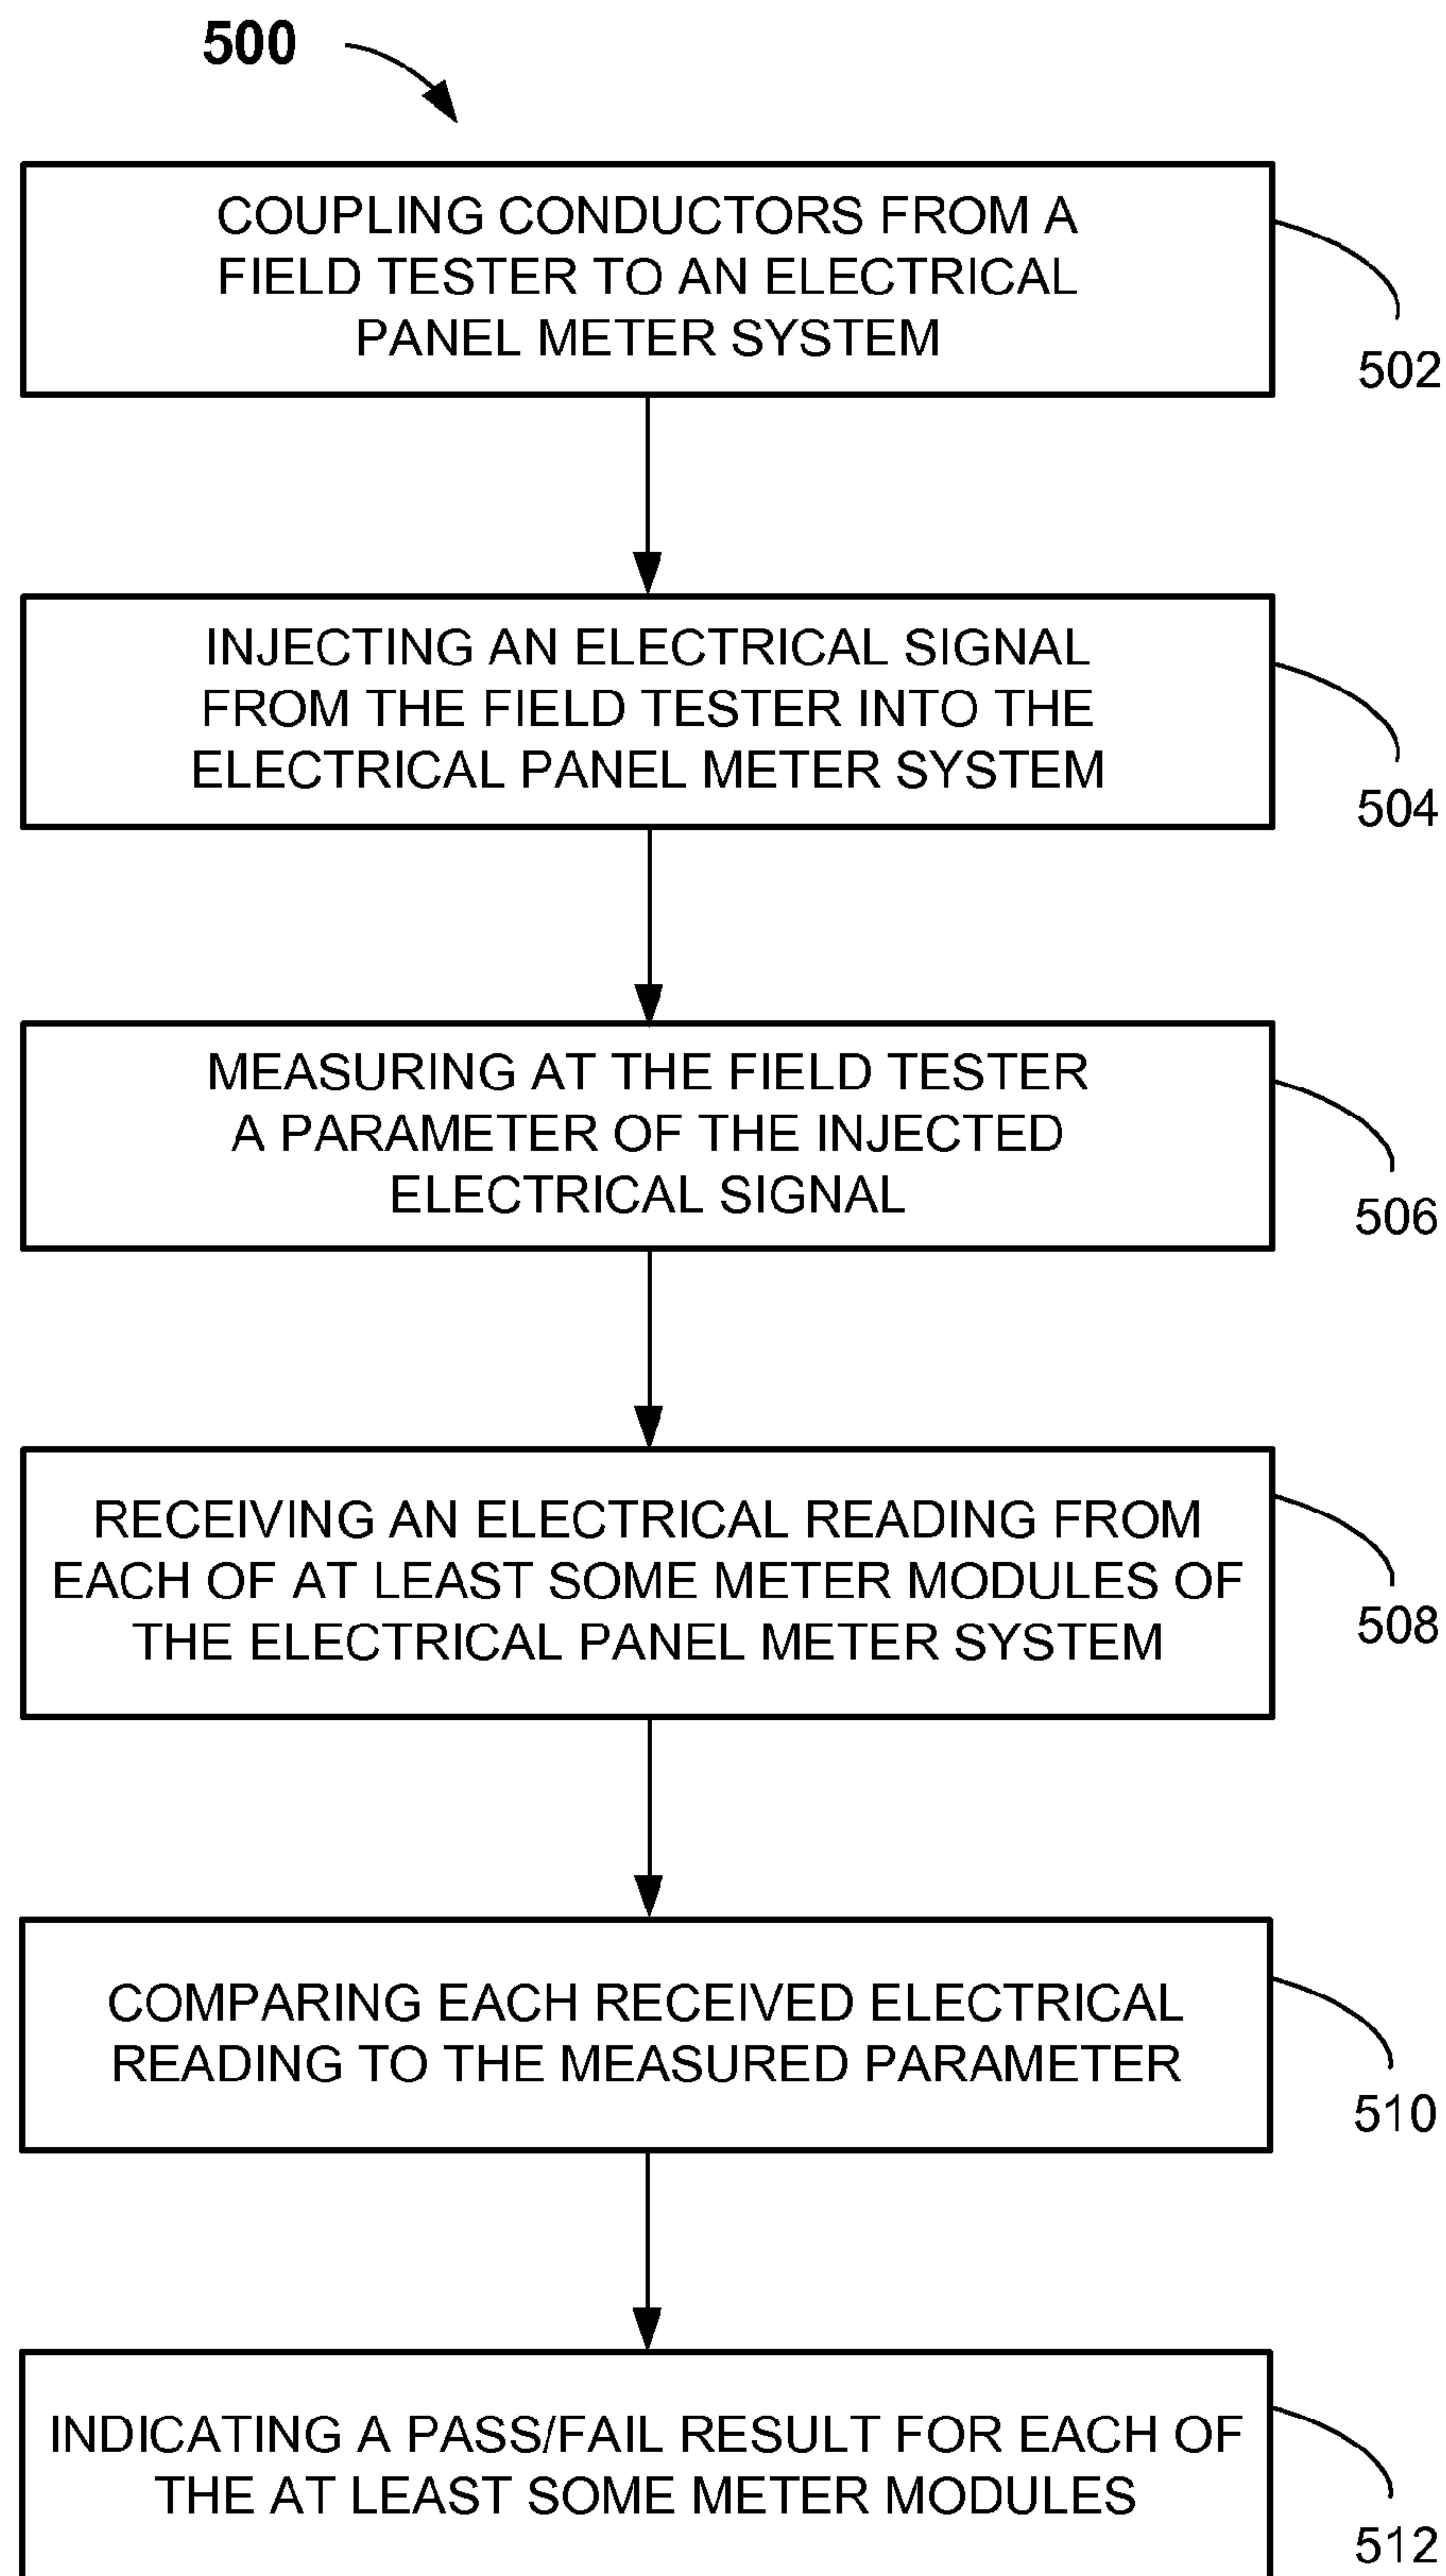 500
COUPLING CONDUCTORS FROM A
FIELD TESTER TO AN ELECTRICAL
PANEL METER SYSTEM
502
INJECTING AN ELECTRICAL SIGNAL
FROM THE FIELD TESTER INTO THE
ELECTRICAL PANEL METER SYSTEM
504
MEASURING AT THE FIELD TESTER
A PARAMETER OF THE INJECTED
ELECTRICAL SIGNAL
506
RECEIVING AN ELECTRICAL READING FROM
EACH OF AT LEAST SOME METER MODULES OF
THE ELECTRICAL PANEL METER SYSTEM
508
COMPARING EACH RECEIVED ELECTRICAL
READING TO THE MEASURED PARAMETER
510
INDICATING A PASS/FAIL RESULT FOR EACH OF
THE AT LEAST SOME METER MODULES
512